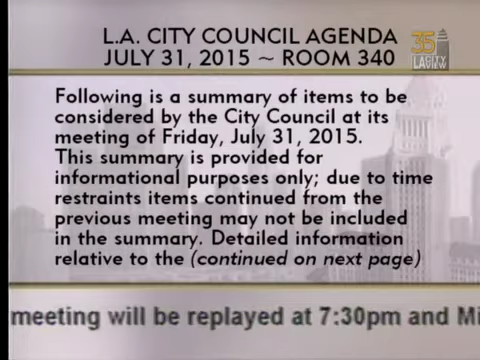 L.A. CITY COUNCIL AGENDA
JULY 31, 2015 ~ ROOM 340
35
LA CITY
VIEW
Following is a summary of items to be
considered by the City Council at its
meeting of Friday, July 31, 2015.
This summary is provided for
informational purposes only; due to time
restraints items continued from the
previous meeting may not be included
in the summary. Detailed information
relative to the (continued on next page)
meeting will be replayed at 7:30pm and Mi